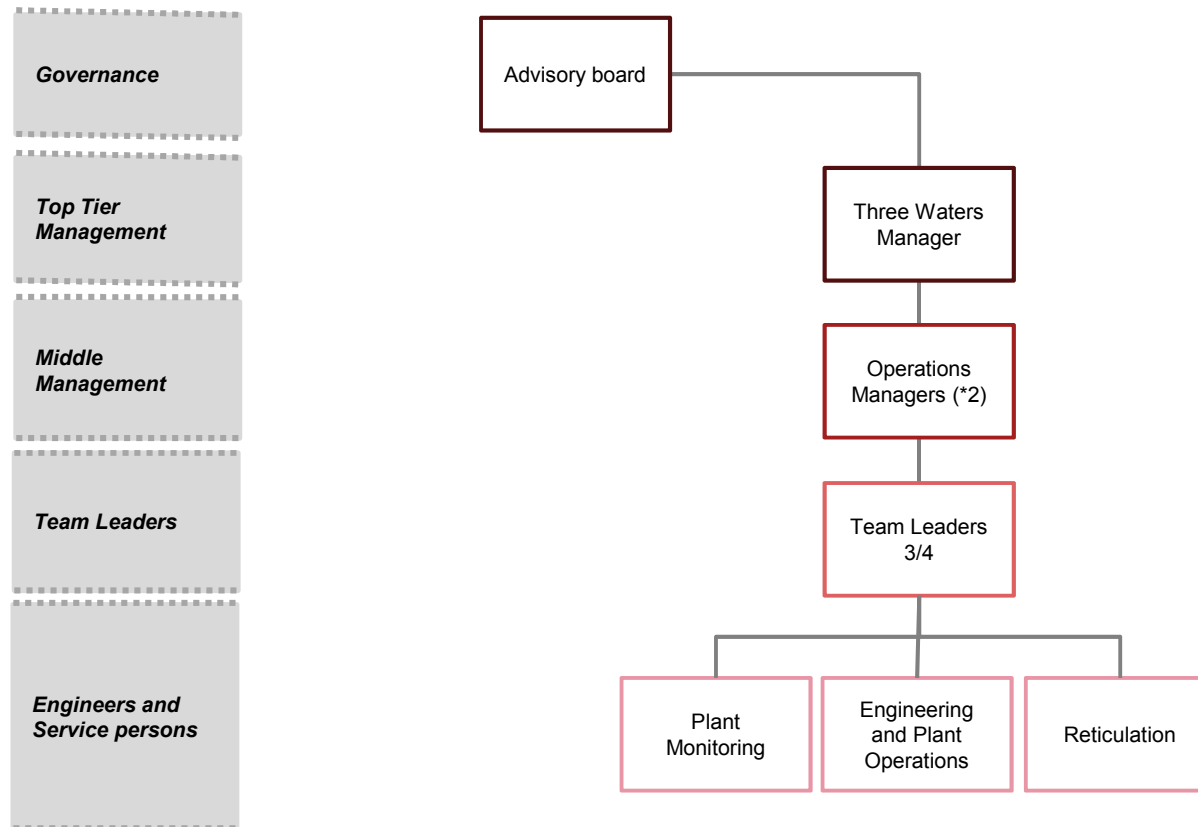 Governance
Advisory board
Top Tier
Management
Three Waters
Manager
Middle
Management
Operations
Managers (*2)
Team Leaders
Team Leaders
3/4
Engineers and
Service persons
Plant
Monitoring
Engineering
and Plant
Operations
Reticulation